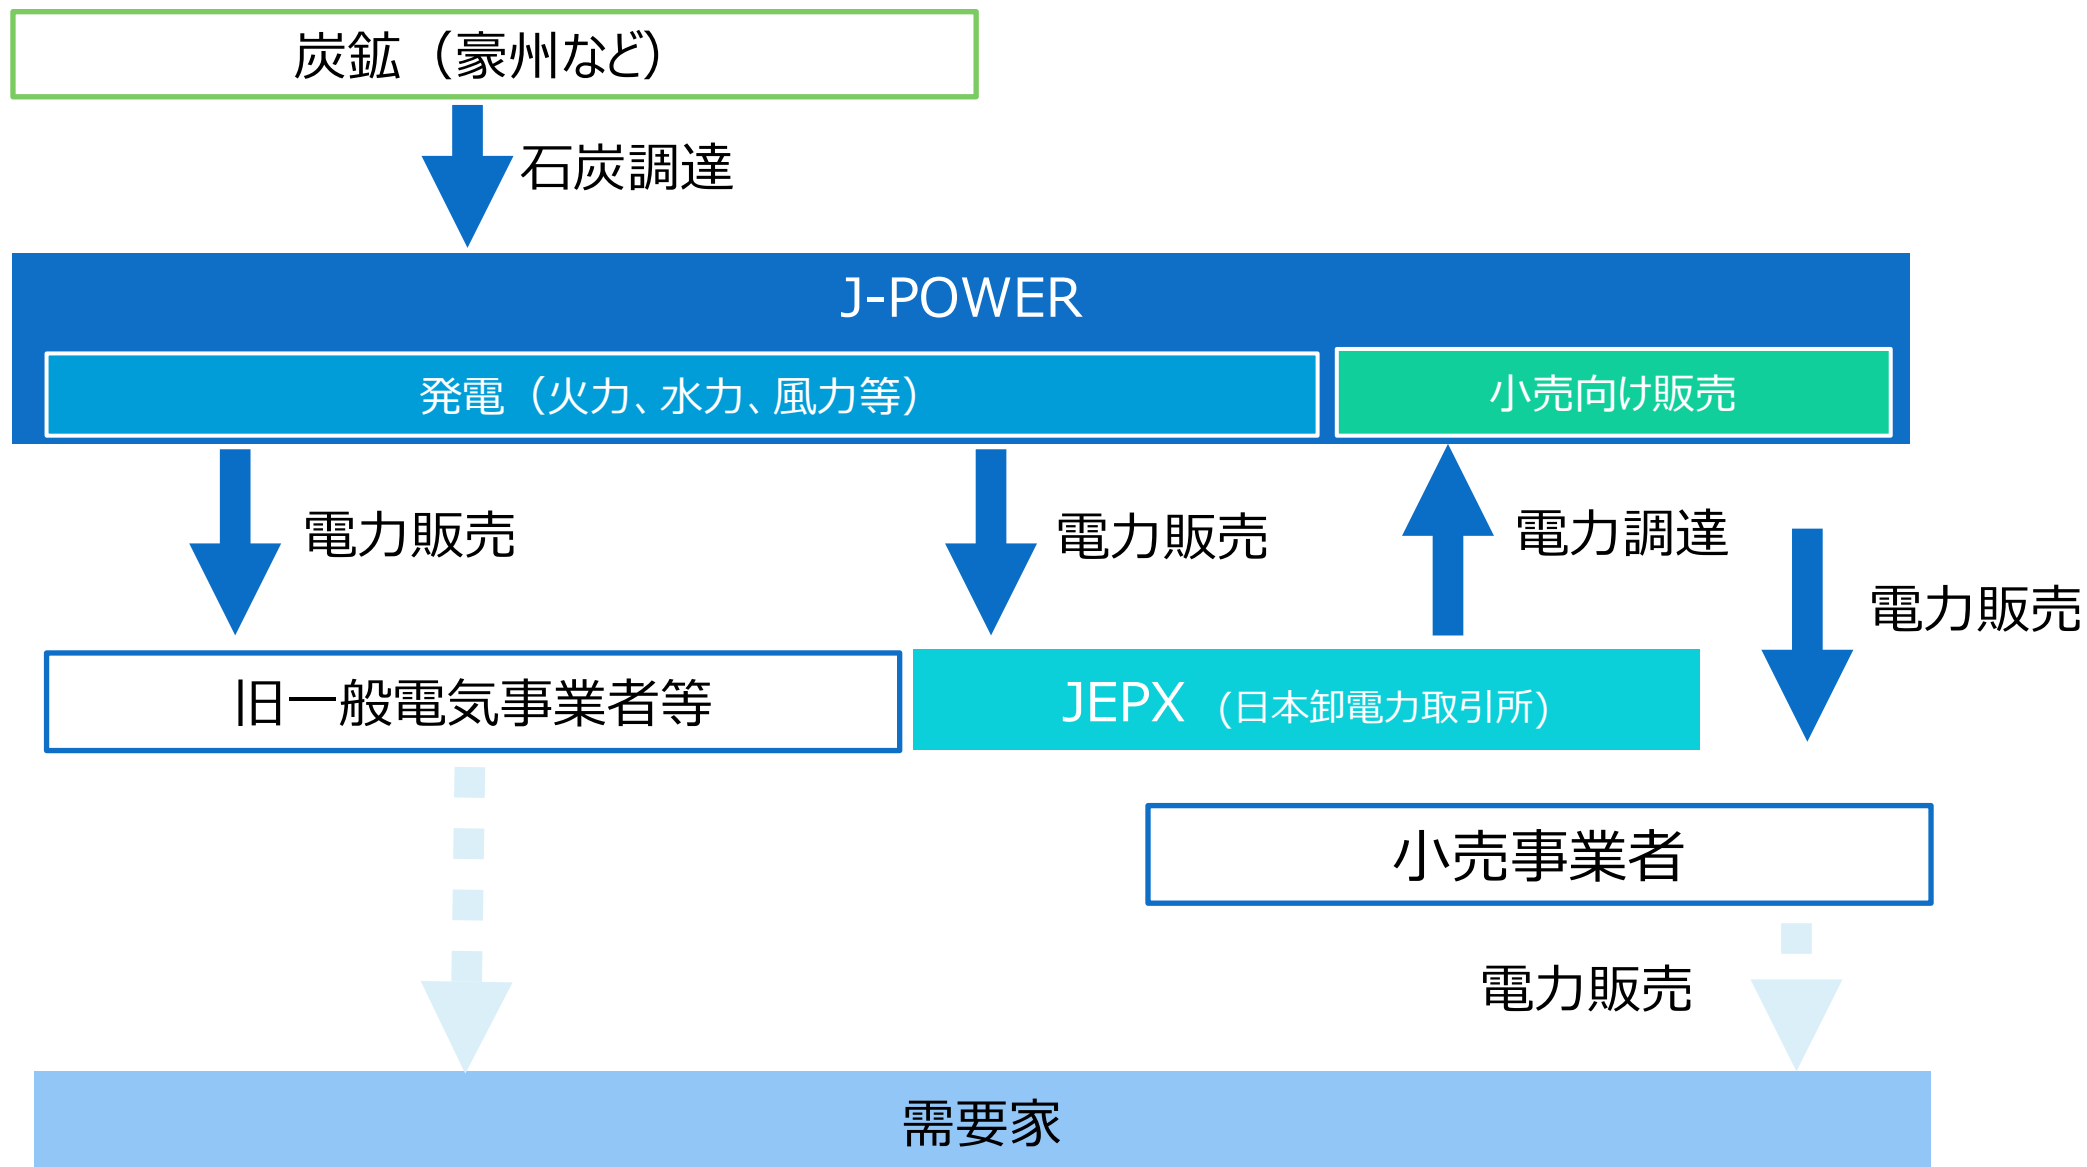 炭鉱（豪州など）
石炭調達
J-POWER
発電（火力、水力、風力等）
小売向け販売
電力販売
電力販売
電力調達
電力販売
旧一般電気事業者等
JEPX（日本卸電力取引所）
小売事業者
電力販売
需要家